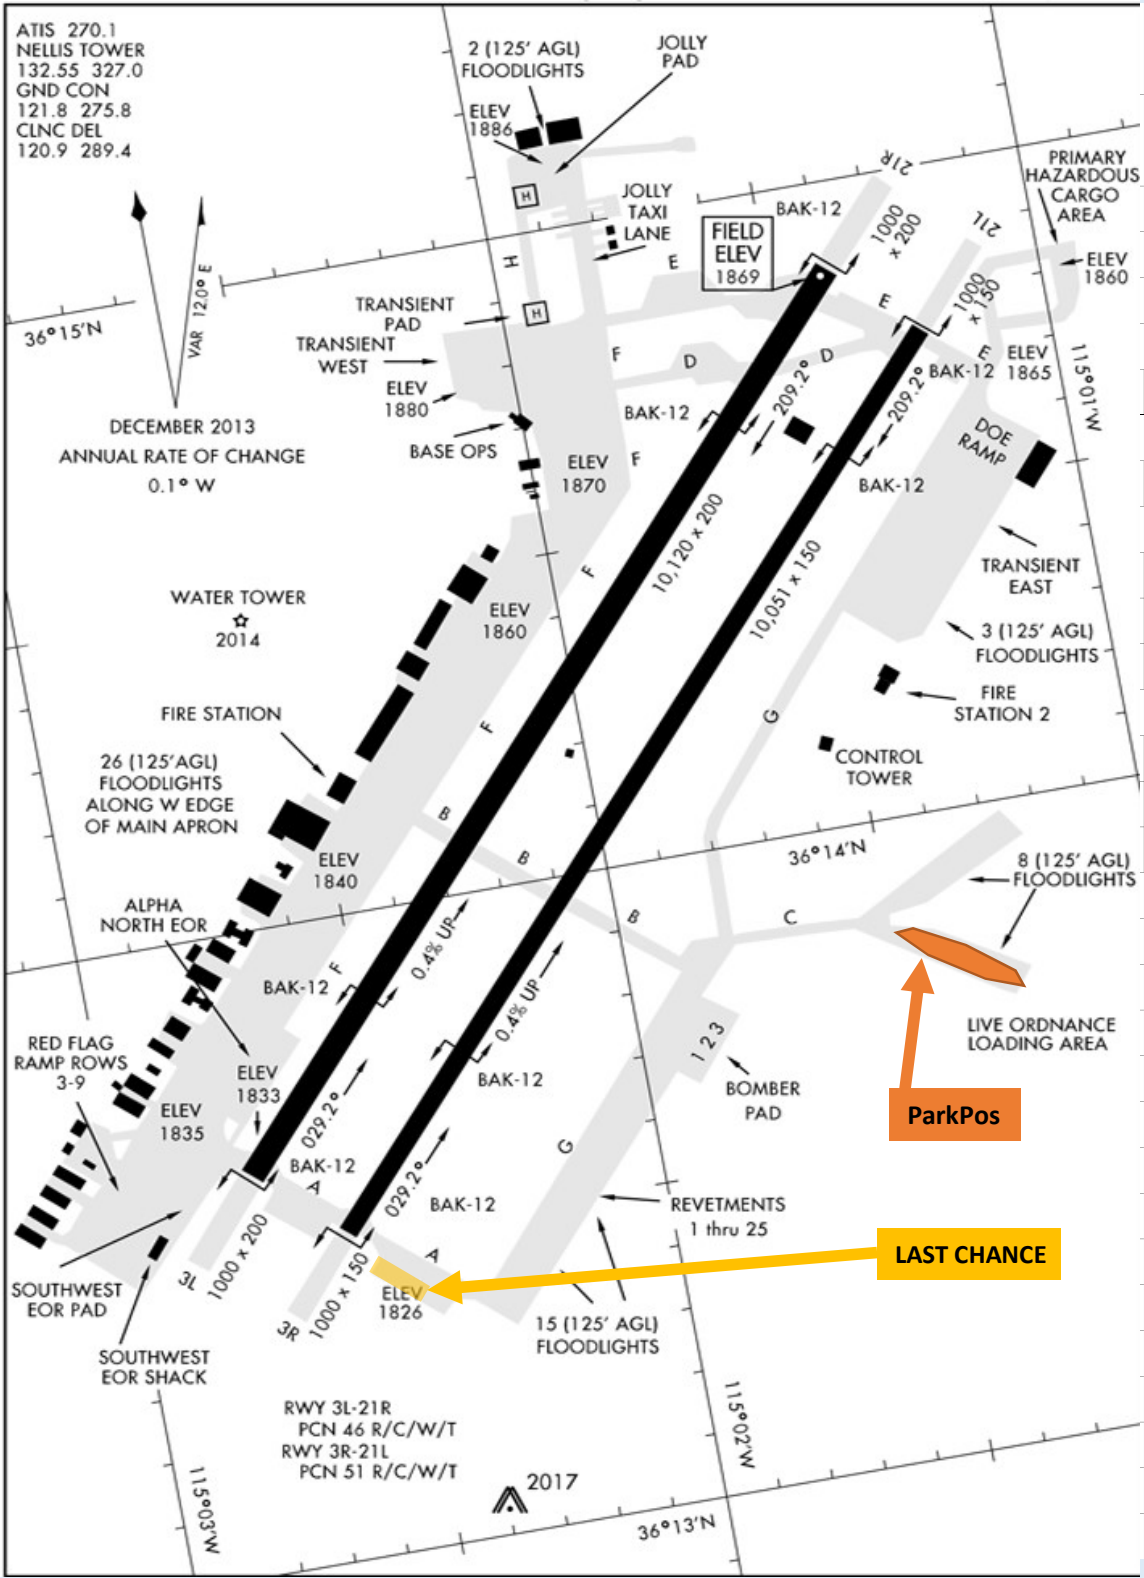 ATIS 270.1
NELLIS TOWER
132.55 327.0
GND CON
121.8 275.8
CLNC DEL
120.9 289.4
2 (125' AGL)
FLOODLIGHTS
JOLLY
PAD
ELEV
1886
H
JOLLY
TAXI
LANE
BAK-12
21R
1000
x 200
21L
1000
x 150
PRIMARY
HAZARDOUS
CARGO
AREA
ELEV
1860
FIELD
ELEV
1869
VAR 12.0° E
36°15'N
H
E
E
E
TRANSIENT
PAD
H
TRANSIENT
WEST
ELEV
1880
F
D
D
BAK-12
ELEV
1865
115°01'W
DECEMBER 2013
ANNUAL RATE OF CHANGE
0.1° W
BASE OPS
BAK-12
209.2°
209.2°
ELEV
1870
F
BAK-12
DOE
RAMP
10,120 x 200
10,051 x 150
TRANSIENT
EAST
WATER TOWER
2014
F
ELEV
1860
3 (125' AGL)
FLOODLIGHTS
FIRE STATION
F
G
FIRE
STATION 2
26 (125'AGL)
FLOODLIGHTS
ALONG W EDGE
OF MAIN APRON
CONTROL
TOWER
B
B
B
36°14'N
ELEV
1840
8 (125' AGL)
FLOODLIGHTS
ALPHA
NORTH EOR
C
F
BAK-12
0.4% UP
0.4% UP
LIVE ORDNANCE
LOADING AREA
RED FLAG
RAMP ROWS
3-9
ELEV
1833
ELEV
1835
BAK-12
1 2 3
BOMBER
PAD
ParkPos
029.2°
029.2°
BAK-12
A
BAK-12
G
REVETMENTS
1 thru 25
A
LAST CHANCE
SOUTHWEST
EOR PAD
3L
1000 x 200
3R
1000 x 150
ELEV
1826
15 (125' AGL)
FLOODLIGHTS
SOUTHWEST
EOR SHACK
RWY 3L-21R
PCN 46 R/C/W/T
RWY 3R-21L
PCN 51 R/C/W/T
115°03'W
2017
115°02'W
36°13'N